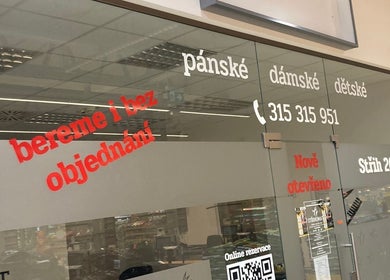 pánské
dámské
dětské
315 315 951
bereme i bez
objednání
Nově
otevřeno
Střih
Online rezervace